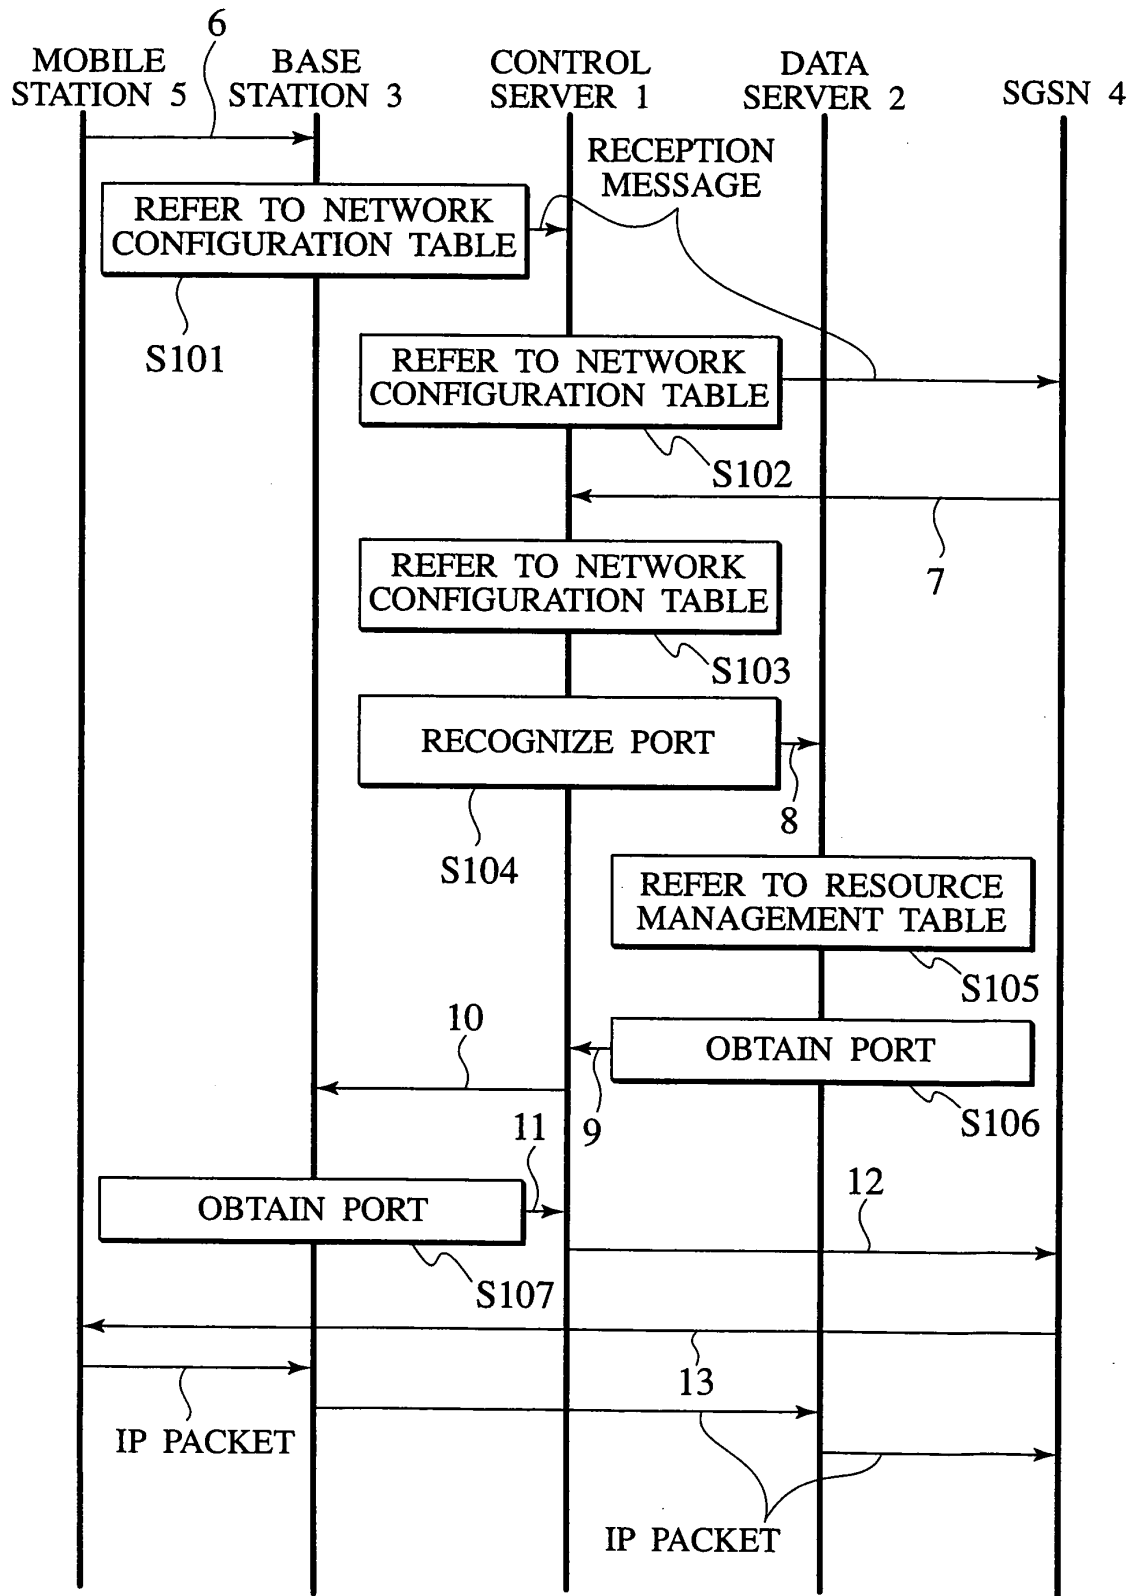 6
MOBILE
STATION 5
BASE
STATION 3
CONTROL
SERVER 1
DATA
SERVER 2
SGSN 4
RECEPTION
MESSAGE
REFER TO NETWORK
CONFIGURATION TABLE
S101
REFER TO NETWORK
CONFIGURATION TABLE
S102
7
REFER TO NETWORK
CONFIGURATION TABLE
S103
RECOGNIZE PORT
8
S104
REFER TO RESOURCE
MANAGEMENT TABLE
S105
10
OBTAIN PORT
9
S106
11
12
OBTAIN PORT
S107
13
IP PACKET
IP PACKET